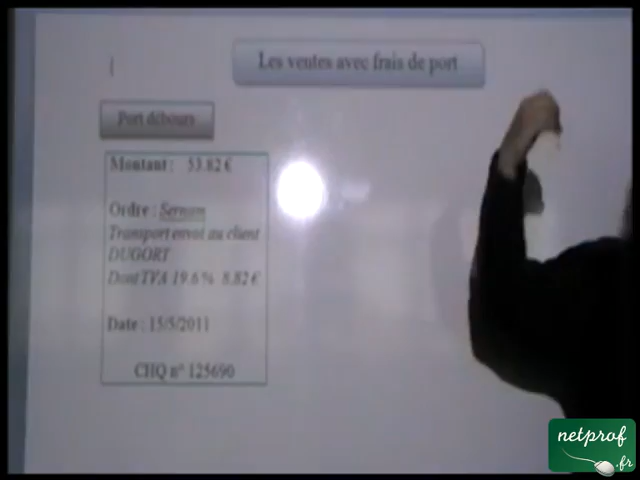 Les ventes avec frais de port
Port débours
Montant : 53.82 €
Ordre : Sernam
Transport envoi au client
DUGORT
Dont TVA 19.6 % 8.82 €
Date : 15/5/2011
CHQ n° 125690
netprof
.fr